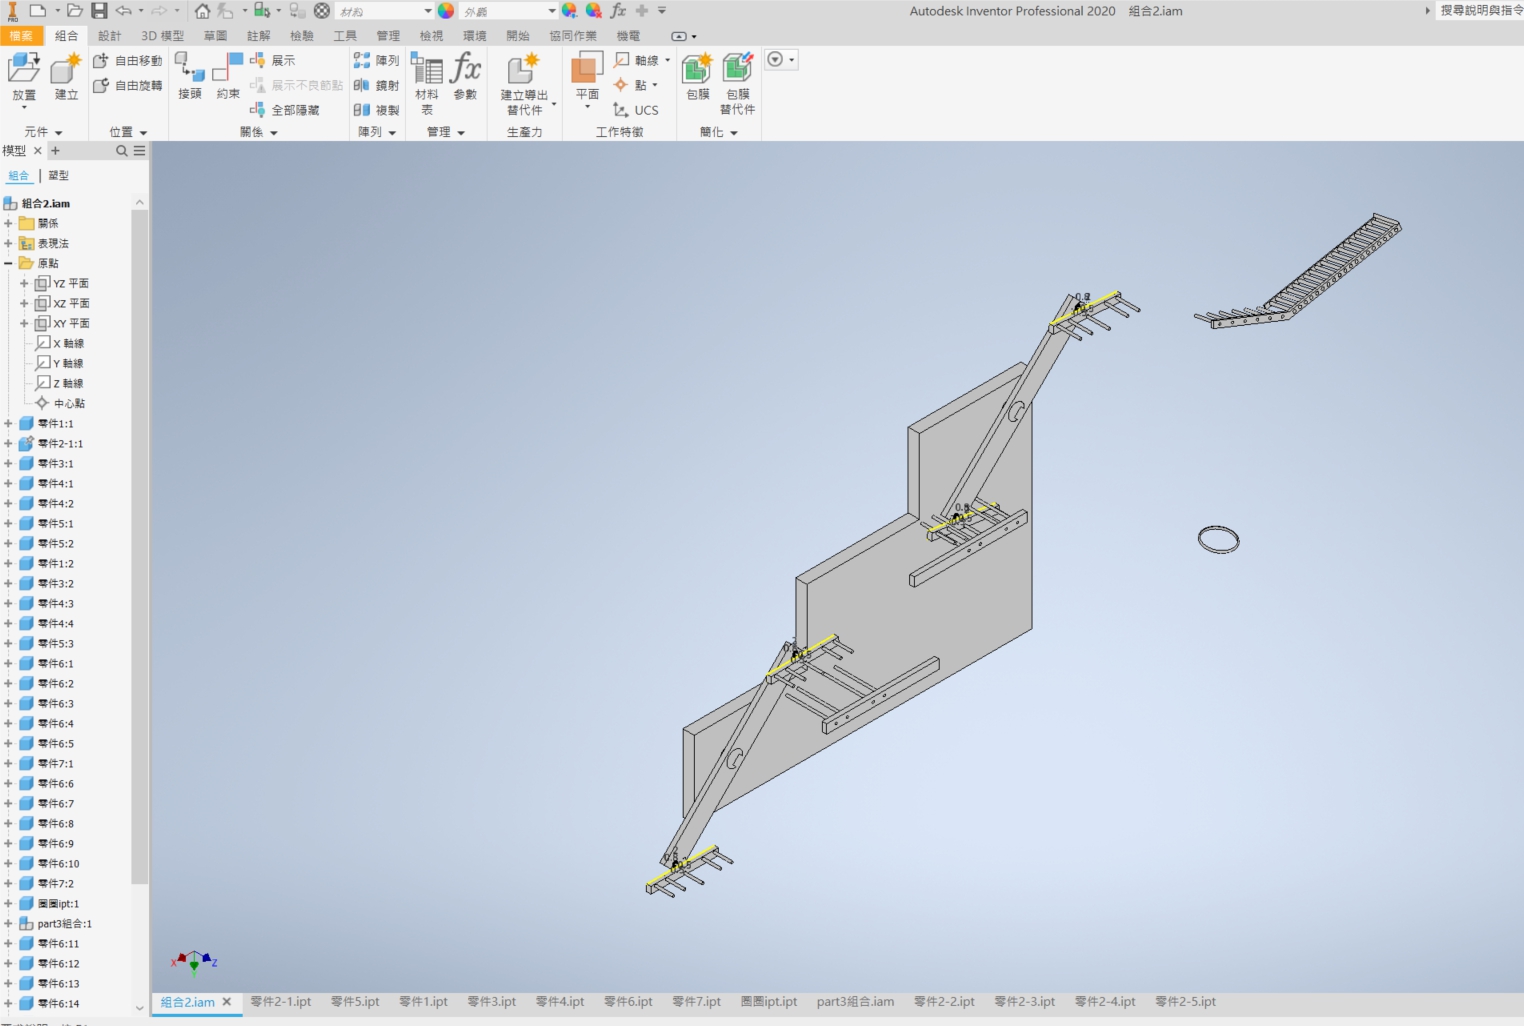 Autodesk Inventor Professional 2020 組合2.iam
搜尋說明與指令
材料
外觀
檔案 組合 設計 3D 模型 草圖 註解 檢驗 工具 管理 檢視 環境 開始 協同作業 機電
放置
建立
自由移動
自由旋轉
接頭
約束
展示
展示不良節點
全部隱藏
陣列
鏡射
複製
材料表
fx
參數
建立導出替代件
平面
軸線
點
UCS
包膜
包膜替代件
元件 位置 關係 陣列 管理 生產力 工作特徵 簡化
模型
組合 | 塑型
組合2.iam
關係
表現法
原點
YZ 平面
XZ 平面
XY 平面
X 軸線
Y 軸線
Z 軸線
中心點
零件1:1
零件2-1:1
零件3:1
零件4:1
零件4:2
零件5:1
零件5:2
零件1:2
零件3:2
零件4:3
零件4:4
零件5:3
零件6:1
零件6:2
零件6:3
零件6:4
零件6:5
零件7:1
零件6:6
零件6:7
零件6:8
零件6:9
零件6:10
零件7:2
圈圈ipt:1
part3組合:1
零件6:11
零件6:12
零件6:13
零件6:14
X
Z
組合2.iam 零件2-1.ipt 零件5.ipt 零件1.ipt 零件3.ipt 零件4.ipt 零件6.ipt 零件7.ipt 圈圈ipt.ipt part3組合.iam 零件2-2.ipt 零件2-3.ipt 零件2-4.ipt 零件2-5.ipt